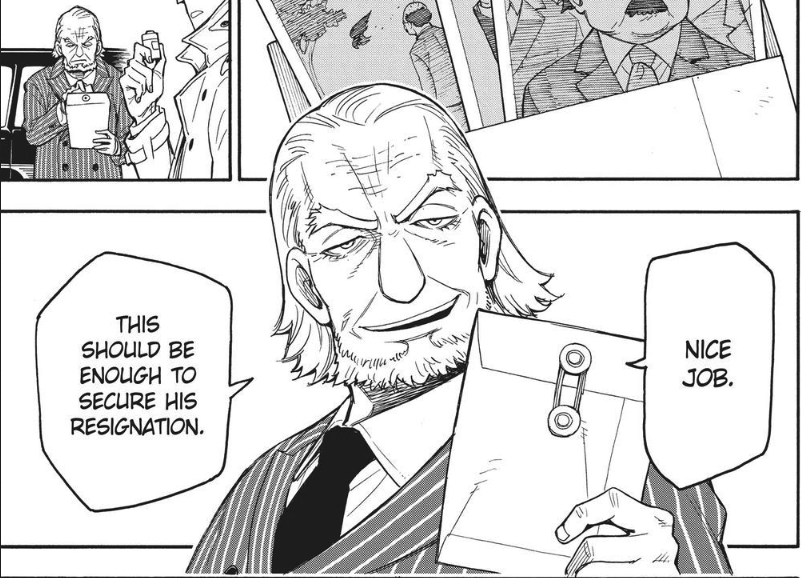 NICE
JOB.
THIS
SHOULD BE
ENOUGH TO
SECURE HIS
RESIGNATION.